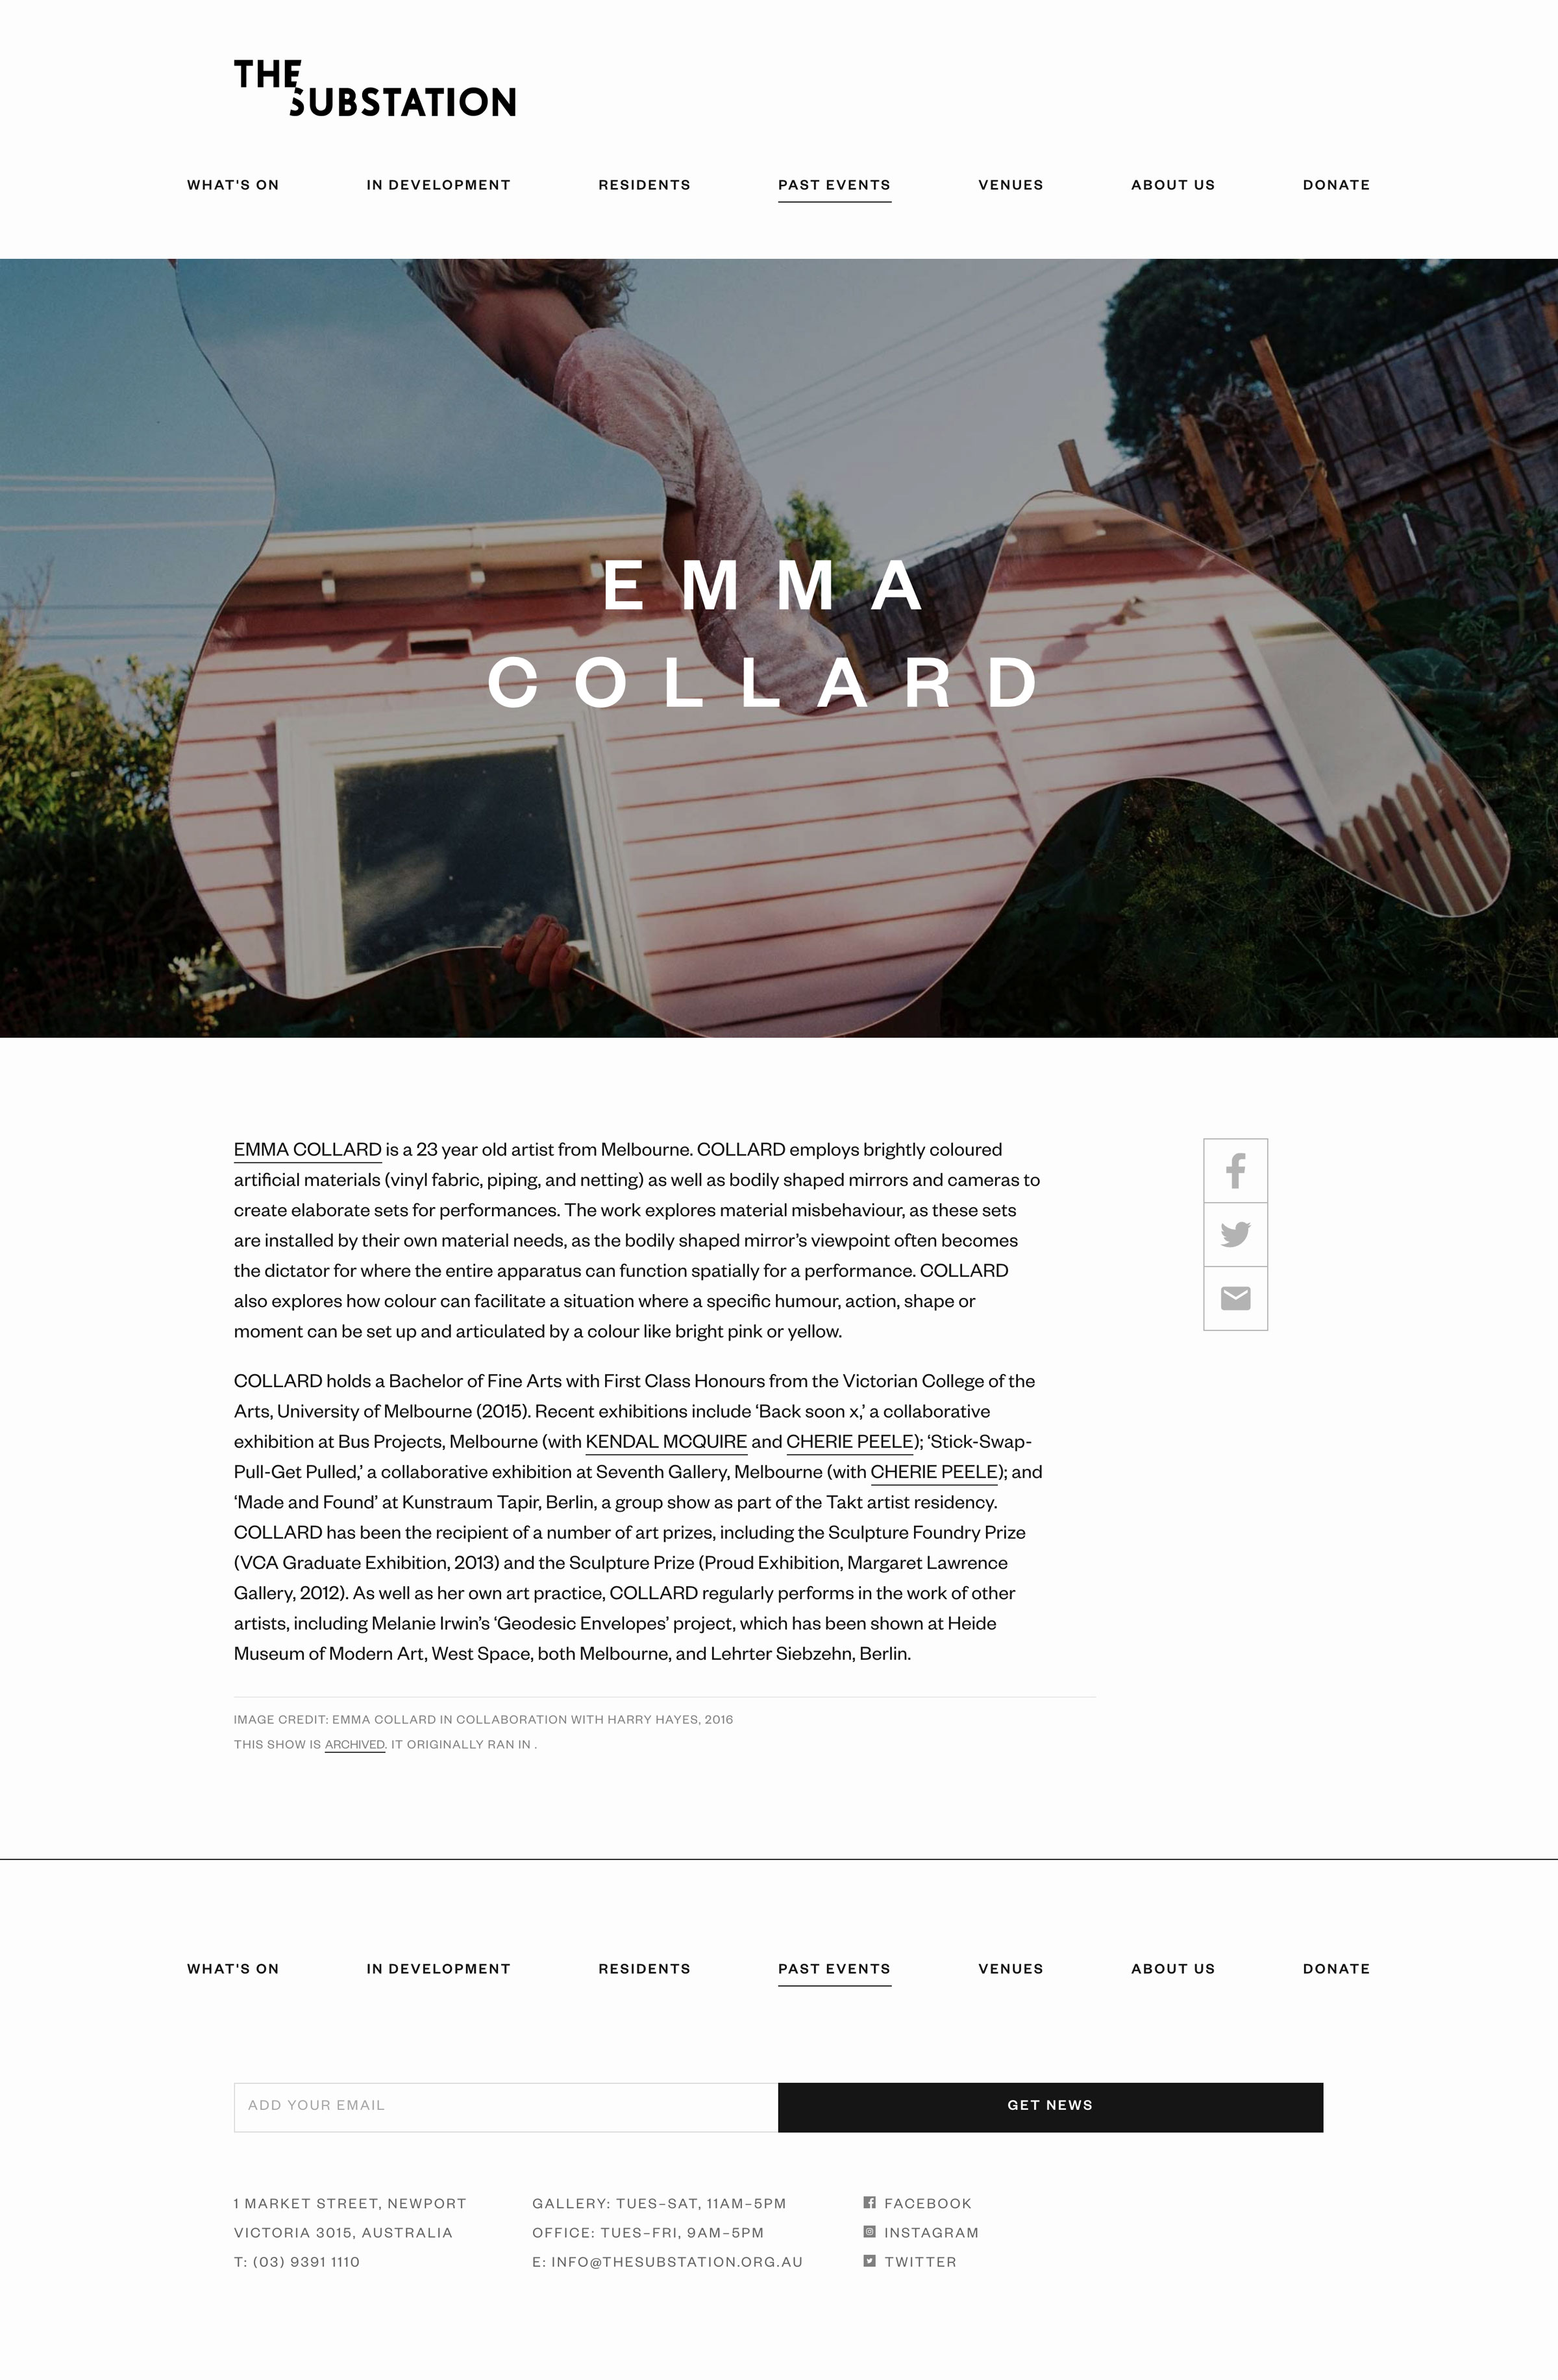 THE
SUBSTATION
WHAT'S ON
IN DEVELOPMENT
RESIDENTS
PAST EVENTS
VENUES
ABOUT US
DONATE
EMMA
COLLARD
EMMA COLLARD is a 23 year old artist from Melbourne. COLLARD employs brightly coloured
artificial materials (vinyl fabric, piping, and netting) as well as bodily shaped mirrors and cameras to
create elaborate sets for performances. The work explores material misbehaviour, as these sets
are installed by their own material needs, as the bodily shaped mirror’s viewpoint often becomes
the dictator for where the entire apparatus can function spatially for a performance. COLLARD
also explores how colour can facilitate a situation where a specific humour, action, shape or
moment can be set up and articulated by a colour like bright pink or yellow.
COLLARD holds a Bachelor of Fine Arts with First Class Honours from the Victorian College of the
Arts, University of Melbourne (2015). Recent exhibitions include ‘Back soon x,’ a collaborative
exhibition at Bus Projects, Melbourne (with KENDAL MCQUIRE and CHERIE PEELE); ‘Stick-Swap-
Pull-Get Pulled,’ a collaborative exhibition at Seventh Gallery, Melbourne (with CHERIE PEELE); and
‘Made and Found’ at Kunstraum Tapir, Berlin, a group show as part of the Takt artist residency.
COLLARD has been the recipient of a number of art prizes, including the Sculpture Foundry Prize
(VCA Graduate Exhibition, 2013) and the Sculpture Prize (Proud Exhibition, Margaret Lawrence
Gallery, 2012). As well as her own art practice, COLLARD regularly performs in the work of other
artists, including Melanie Irwin’s ‘Geodesic Envelopes’ project, which has been shown at Heide
Museum of Modern Art, West Space, both Melbourne, and Lehrter Siebzehn, Berlin.
IMAGE CREDIT: EMMA COLLARD IN COLLABORATION WITH HARRY HAYES, 2016
THIS SHOW IS ARCHIVED. IT ORIGINALLY RAN IN .
WHAT'S ON
IN DEVELOPMENT
RESIDENTS
PAST EVENTS
VENUES
ABOUT US
DONATE
ADD YOUR EMAIL
GET NEWS
1 MARKET STREET, NEWPORT
VICTORIA 3015, AUSTRALIA
T: (03) 9391 1110
GALLERY: TUES–SAT, 11AM–5PM
OFFICE: TUES–FRI, 9AM–5PM
E: INFO@THESUBSTATION.ORG.AU
FACEBOOK
INSTAGRAM
TWITTER